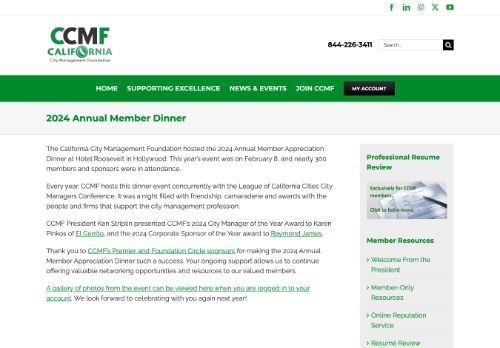 CCMF
CALIFORNIA
City Management Foundation
844-226-3411
Search...
HOME SUPPORTING EXCELLENCE NEWS & EVENTS JOIN CCMF MY ACCOUNT
2024 Annual Member Dinner
The California City Management Foundation hosted the 2024 Annual Member Appreciation
Dinner at Hotel Roosevelt in Hollywood. This year's event was on February 8, and nearly 300
members and sponsors were in attendance.
Every year, CCMF hosts this dinner event concurrently with the League of California Cities City
Managers Conference. It was a night filled with friendship, camaraderie and awards with the
people and firms that support the city management profession.
CCMF President Ken Striplin presented CCMF's 2024 City Manager of the Year Award to Karen
Pinkos of El Cerrito, and the 2024 Corporate Sponsor of the Year award to Raymond James.
Thank you to CCMF's Premier and Foundation Circle sponsors for making the 2024 Annual
Member Appreciation Dinner such a success. Your ongoing support allows us to continue
offering valuable networking opportunities and resources to our valued members.
A gallery of photos from the event can be viewed here when you are logged in to your
account. We look forward to celebrating with you again next year!
Professional Resume
Review
Exclusively for CCMF
members.
Click to learn more.
Member Resources
Welcome From the
President
Member-Only
Resources
Online Reputation
Service
Resume Review